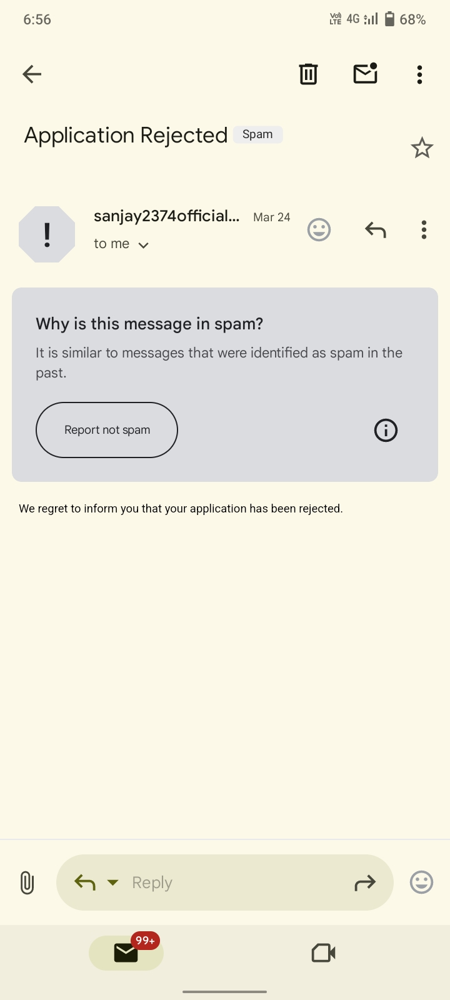 6:56 Vo)) LTE 4G 68%
Application Rejected Spam
!
sanjay2374official... Mar 24
to me
Why is this message in spam?
It is similar to messages that were identified as spam in the
past.
Report not spam
We regret to inform you that your application has been rejected.
Reply
99+